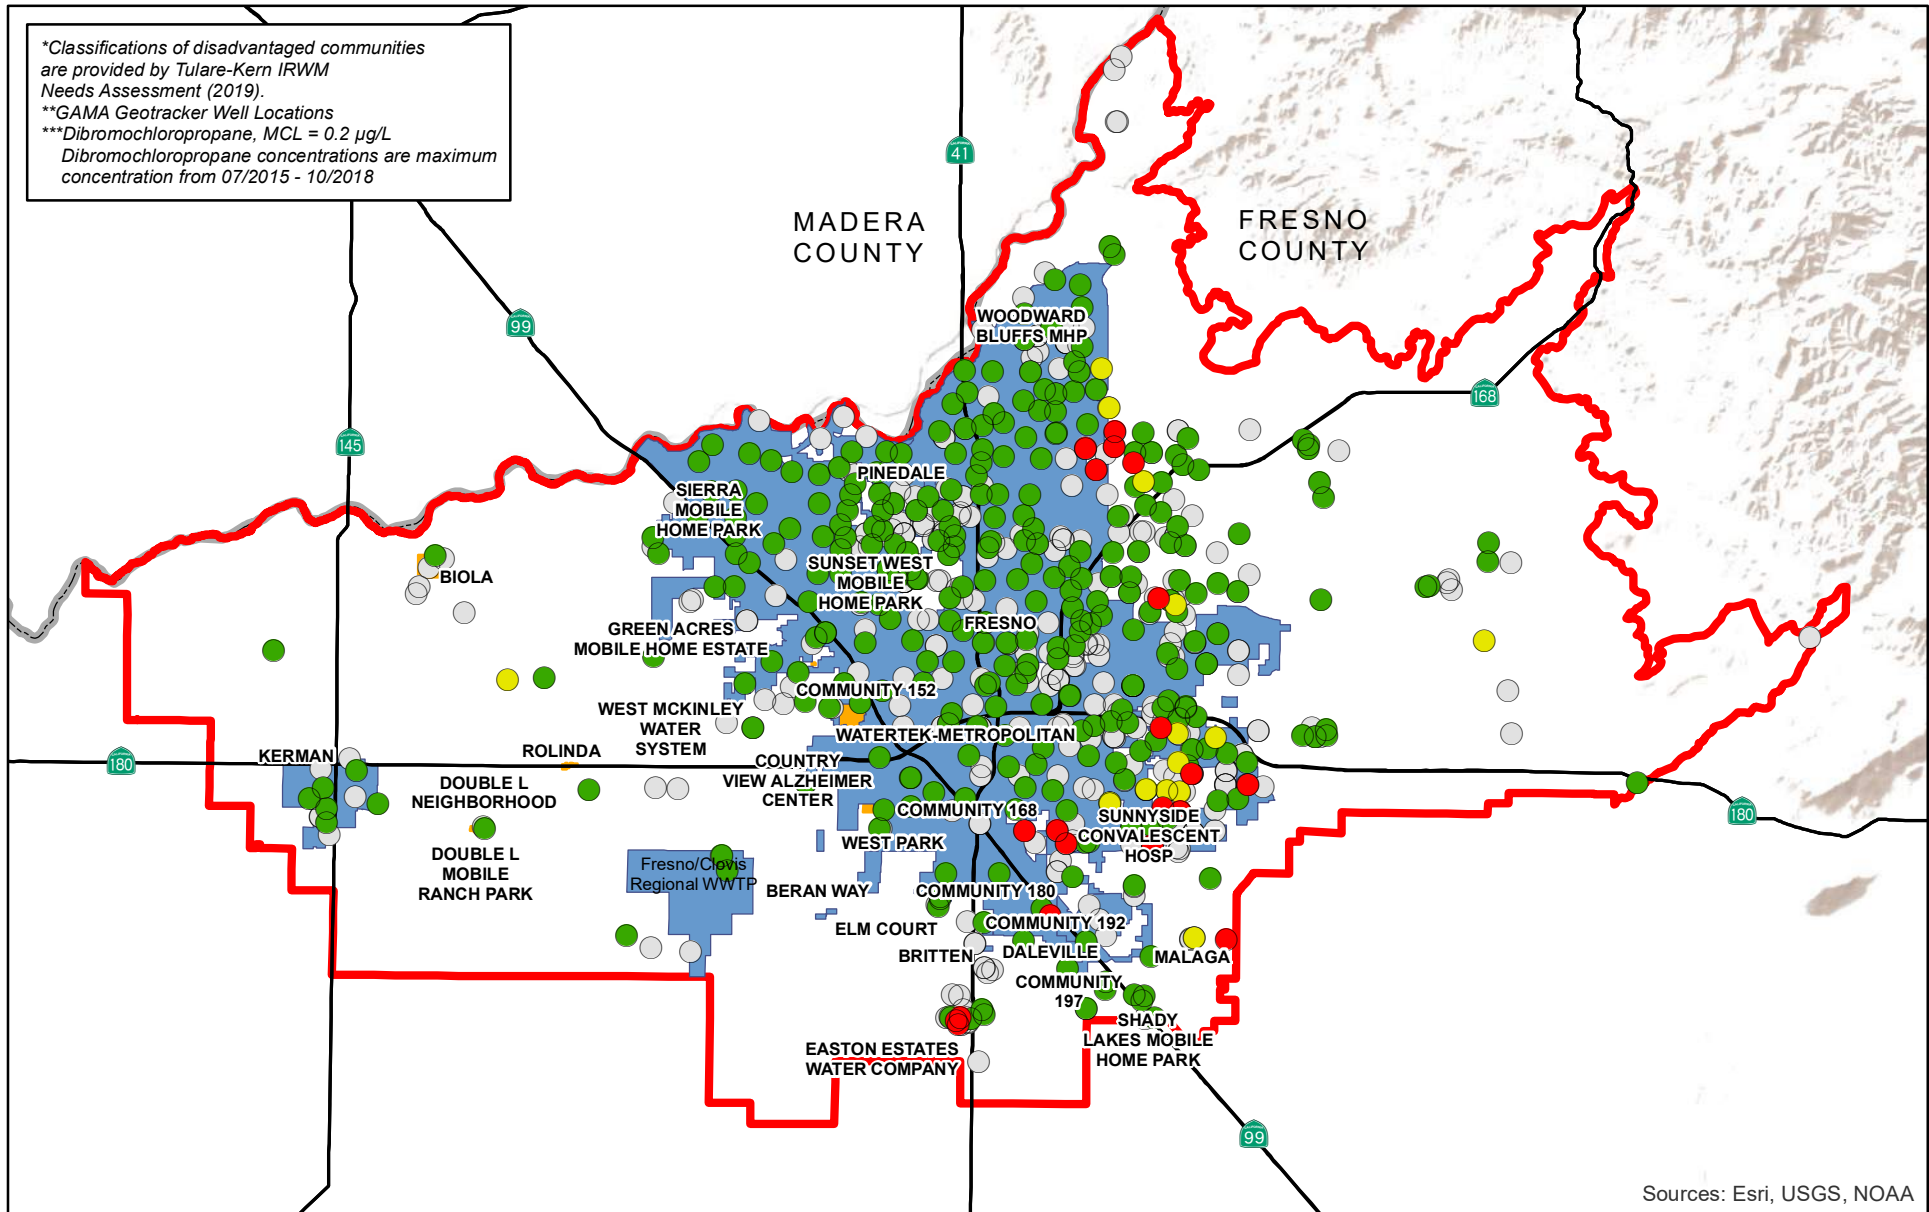 *Classifications of disadvantaged communities
are provided by Tulare-Kern IRWM
Needs Assessment (2019).
**GAMA Geotracker Well Locations
***Dibromochloropropane, MCL = 0.2 µg/L
Dibromochloropropane concentrations are maximum
concentration from 07/2015 - 10/2018
41
MADERA
COUNTY
FRESNO
COUNTY
99
WOODWARD
BLUFFS MHP
168
145
PINEDALE
SIERRA
MOBILE
HOME PARK
BIOLA
SUNSET WEST
MOBILE
HOME PARK
FRESNO
GREEN ACRES
MOBILE HOME ESTATE
COMMUNITY 152
WEST MCKINLEY
WATER
SYSTEM
WATERTEK-METROPOLITAN
180
KERMAN
ROLINDA
COUNTRY
VIEW ALZHEIMER
CENTER
DOUBLE L
NEIGHBORHOOD
COMMUNITY 168
SUNNYSIDE
CONVALESCENT
HOSP
180
WEST PARK
DOUBLE L
MOBILE
RANCH PARK
Fresno/Clovis
Regional WWTP
BERAN WAY
COMMUNITY 180
ELM COURT
COMMUNITY 192
BRITTEN
DALEVILLE
MALAGA
COMMUNITY
197
SHADY
LAKES MOBILE
HOME PARK
EASTON ESTATES
WATER COMPANY
99
Sources: Esri, USGS, NOAA